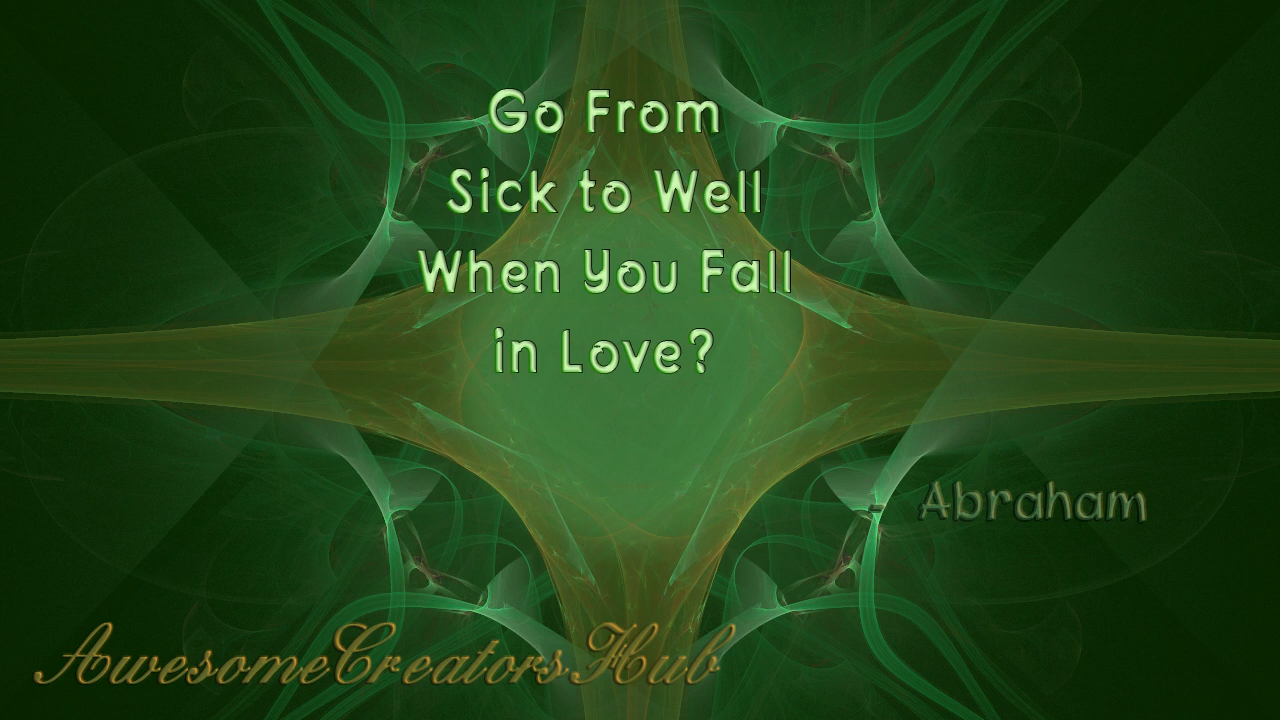 Go From
Sick to Well
When You Fall
in Love?
- Abraham
AwesomeCreatorsHub